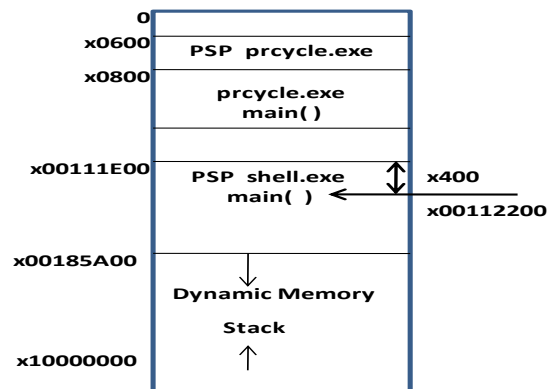 0
x0600
PSP prcycle.exe
x0800
prcycle.exe
main( )
x00111E00
PSP shell.exe
x400
main( )
x00112200
x00185A00
Dynamic Memory
Stack
x10000000